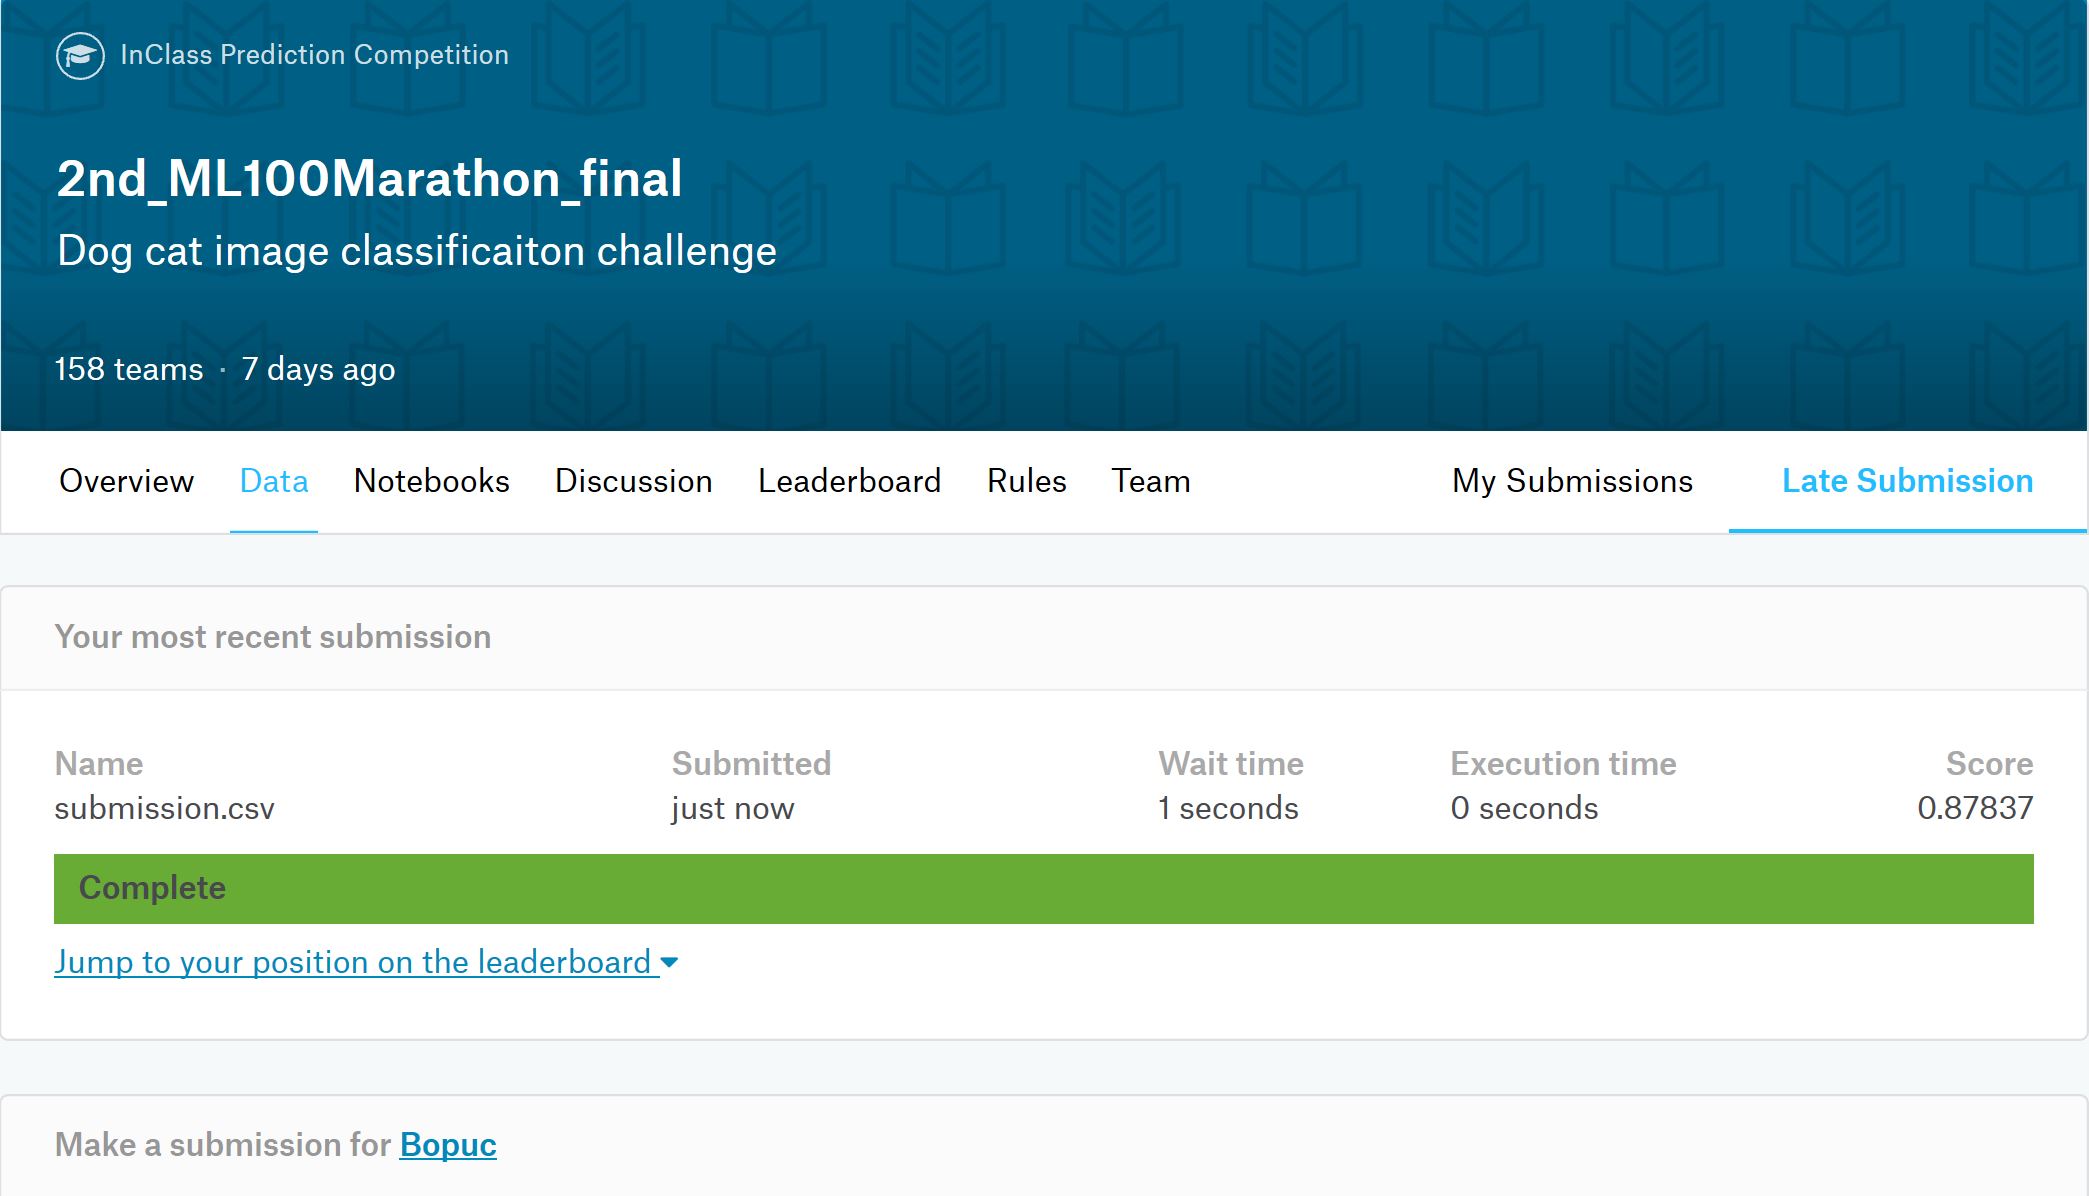 InClass Prediction Competition
2nd_ML100Marathon_final
Dog cat image classificaiton challenge
158 teams · 7 days ago
Overview Data Notebooks Discussion Leaderboard Rules Team My Submissions Late Submission
Your most recent submission
Name Submitted Wait time Execution time Score
submission.csv just now 1 seconds 0 seconds 0.87837
Complete
Jump to your position on the leaderboard
Make a submission for Bopuc